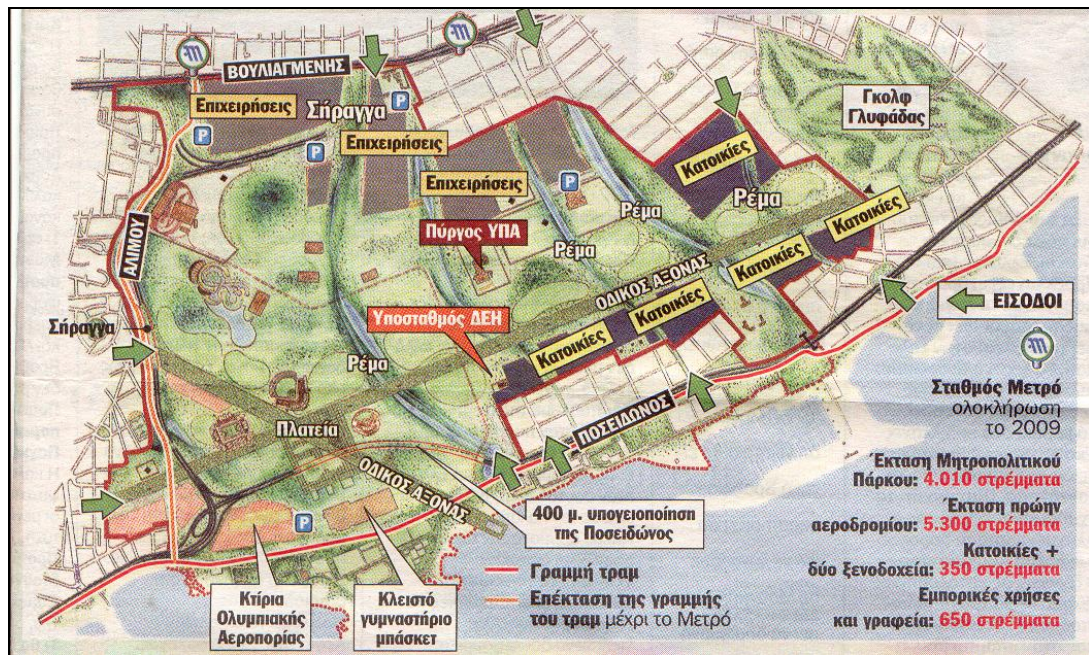 ΒΟΥΛΙΑΓΜΕΝΗΣ
Επιχειρήσεις
Σήραγγα
P
P
P
Επιχειρήσεις
Επιχειρήσεις
P
Κατοικίες
Γκολφ
Γλυφάδας
Ρέμα
Ρέμα
Κατοικίες
Πύργος ΥΠΑ
Ρέμα
Κατοικίες
ΑΛΙΜΟΥ
ΟΔΙΚΟΣ ΑΞΟΝΑΣ
Κατοικίες
Σήραγγα
Υποσταθμός ΔΕΗ
Κατοικίες
Ρέμα
ΕΙΣΟΔΟΙ
Πλατεία
ΠΟΣΕΙΔΩΝΟΣ
ΟΔΙΚΟΣ ΑΞΟΝΑΣ
P
400 μ. υπογειοποίηση
της Ποσειδώνος
Κτίρια
Ολυμπιακής
Αεροπορίας
Κλειστό
γυμναστήριο
μπάσκετ
Γραμμή τραμ
Επέκταση της γραμμής
του τραμ μέχρι το Μετρό
Σταθμός Μετρό
ολοκλήρωση
το 2009
Έκταση Μητροπολιτικού
Πάρκου: 4.010 στρέμματα
Έκταση πρώην
αεροδρομίου: 5.300 στρέμματα
Κατοικίες +
δύο ξενοδοχεία: 350 στρέμματα
Εμπορικές χρήσεις
και γραφεία: 650 στρέμματα